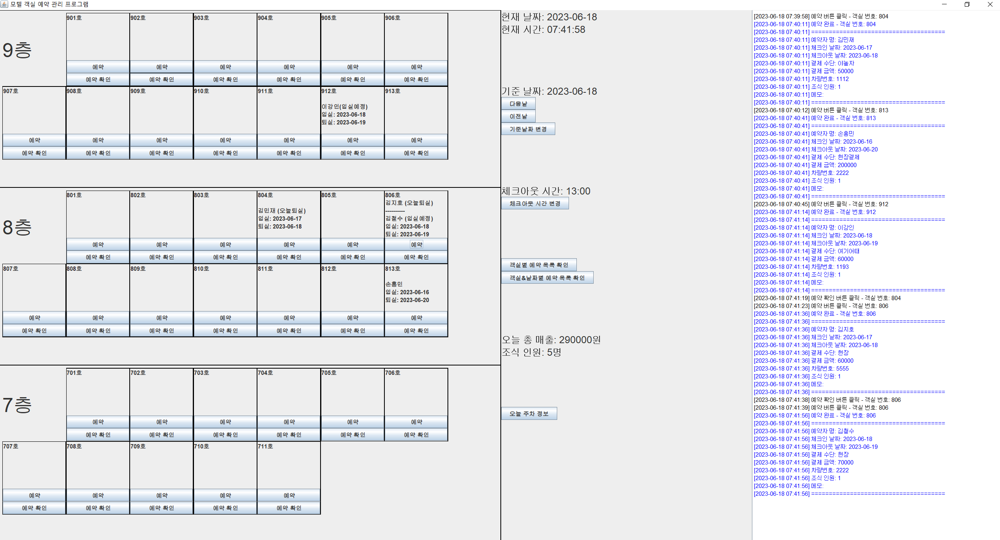 모텔 객실 예약 관리 프로그램
9층
901호 902호 903호 904호 905호 906호
예약 예약 예약 예약 예약 예약
예약 확인 예약 확인 예약 확인 예약 확인 예약 확인 예약 확인
907호 908호 909호 910호 911호 912호 913호
이강인(입실예정)
입실: 2023-06-18
퇴실: 2023-06-19
예약 예약 예약 예약 예약 예약 예약
예약 확인 예약 확인 예약 확인 예약 확인 예약 확인 예약 확인 예약 확인
8층
801호 802호 803호 804호 805호 806호
김민재 (오늘퇴실)
입실: 2023-06-17
퇴실: 2023-06-18
김지호 (오늘퇴실)
----------
김철수 (입실예정)
입실: 2023-06-18
퇴실: 2023-06-19
예약 예약 예약 예약 예약 예약
예약 확인 예약 확인 예약 확인 예약 확인 예약 확인 예약 확인
807호 808호 809호 810호 811호 812호 813호
손흥민
입실: 2023-06-16
퇴실: 2023-06-20
예약 예약 예약 예약 예약 예약 예약
예약 확인 예약 확인 예약 확인 예약 확인 예약 확인 예약 확인 예약 확인
7층
701호 702호 703호 704호 705호 706호
예약 예약 예약 예약 예약 예약
예약 확인 예약 확인 예약 확인 예약 확인 예약 확인 예약 확인
707호 708호 709호 710호 711호
예약 예약 예약 예약 예약
예약 확인 예약 확인 예약 확인 예약 확인 예약 확인
현재 날짜: 2023-06-18
현재 시간: 07:41:58
기준 날짜: 2023-06-18
다음날
이전날
기준날짜 변경
체크아웃 시간: 13:00
체크아웃 시간 변경
객실별 예약 목록 확인
객실&날짜별 예약 목록 확인
오늘 총 매출: 290000원
조식 인원: 5명
오늘 주차 정보
[2023-06-18 07:39:58] 예약 버튼 클릭 - 객실 번호: 804
[2023-06-18 07:40:11] 예약 완료 - 객실 번호: 804
[2023-06-18 07:40:11] ======================================
[2023-06-18 07:40:11] 예약자 명: 김민재
[2023-06-18 07:40:11] 체크인 날짜: 2023-06-17
[2023-06-18 07:40:11] 체크아웃 날짜: 2023-06-18
[2023-06-18 07:40:11] 결제 수단: 야놀자
[2023-06-18 07:40:11] 결제 금액: 50000
[2023-06-18 07:40:11] 차량번호: 1112
[2023-06-18 07:40:11] 조식 인원: 1
[2023-06-18 07:40:11] 메모:
[2023-06-18 07:40:11] ======================================
[2023-06-18 07:40:12] 예약 버튼 클릭 - 객실 번호: 813
[2023-06-18 07:40:41] 예약 완료 - 객실 번호: 813
[2023-06-18 07:40:41] ======================================
[2023-06-18 07:40:41] 예약자 명: 손흥민
[2023-06-18 07:40:41] 체크인 날짜: 2023-06-16
[2023-06-18 07:40:41] 체크아웃 날짜: 2023-06-20
[2023-06-18 07:40:41] 결제 수단: 현장결제
[2023-06-18 07:40:41] 결제 금액: 200000
[2023-06-18 07:40:41] 차량번호: 2222
[2023-06-18 07:40:41] 조식 인원: 1
[2023-06-18 07:40:41] 메모:
[2023-06-18 07:40:41] ======================================
[2023-06-18 07:40:45] 예약 버튼 클릭 - 객실 번호: 912
[2023-06-18 07:41:14] 예약 완료 - 객실 번호: 912
[2023-06-18 07:41:14] ======================================
[2023-06-18 07:41:14] 예약자 명: 이강인
[2023-06-18 07:41:14] 체크인 날짜: 2023-06-18
[2023-06-18 07:41:14] 체크아웃 날짜: 2023-06-19
[2023-06-18 07:41:14] 결제 수단: 여기어때
[2023-06-18 07:41:14] 결제 금액: 60000
[2023-06-18 07:41:14] 차량번호: 1193
[2023-06-18 07:41:14] 조식 인원: 1
[2023-06-18 07:41:14] 메모:
[2023-06-18 07:41:14] ======================================
[2023-06-18 07:41:19] 예약 확인 버튼 클릭 - 객실 번호: 804
[2023-06-18 07:41:23] 예약 버튼 클릭 - 객실 번호: 806
[2023-06-18 07:41:36] 예약 완료 - 객실 번호: 806
[2023-06-18 07:41:36] ======================================
[2023-06-18 07:41:36] 예약자 명: 김지호
[2023-06-18 07:41:36] 체크인 날짜: 2023-06-17
[2023-06-18 07:41:36] 체크아웃 날짜: 2023-06-18
[2023-06-18 07:41:36] 결제 수단: 현장
[2023-06-18 07:41:36] 결제 금액: 60000
[2023-06-18 07:41:36] 차량번호: 5555
[2023-06-18 07:41:36] 조식 인원: 1
[2023-06-18 07:41:36] 메모:
[2023-06-18 07:41:36] ======================================
[2023-06-18 07:41:38] 예약 확인 버튼 클릭 - 객실 번호: 806
[2023-06-18 07:41:39] 예약 버튼 클릭 - 객실 번호: 806
[2023-06-18 07:41:56] 예약 완료 - 객실 번호: 806
[2023-06-18 07:41:56] ======================================
[2023-06-18 07:41:56] 예약자 명: 김철수
[2023-06-18 07:41:56] 체크인 날짜: 2023-06-18
[2023-06-18 07:41:56] 체크아웃 날짜: 2023-06-19
[2023-06-18 07:41:56] 결제 수단: 현장
[2023-06-18 07:41:56] 결제 금액: 70000
[2023-06-18 07:41:56] 차량번호: 2222
[2023-06-18 07:41:56] 조식 인원: 1
[2023-06-18 07:41:56] 메모:
[2023-06-18 07:41:56] ======================================